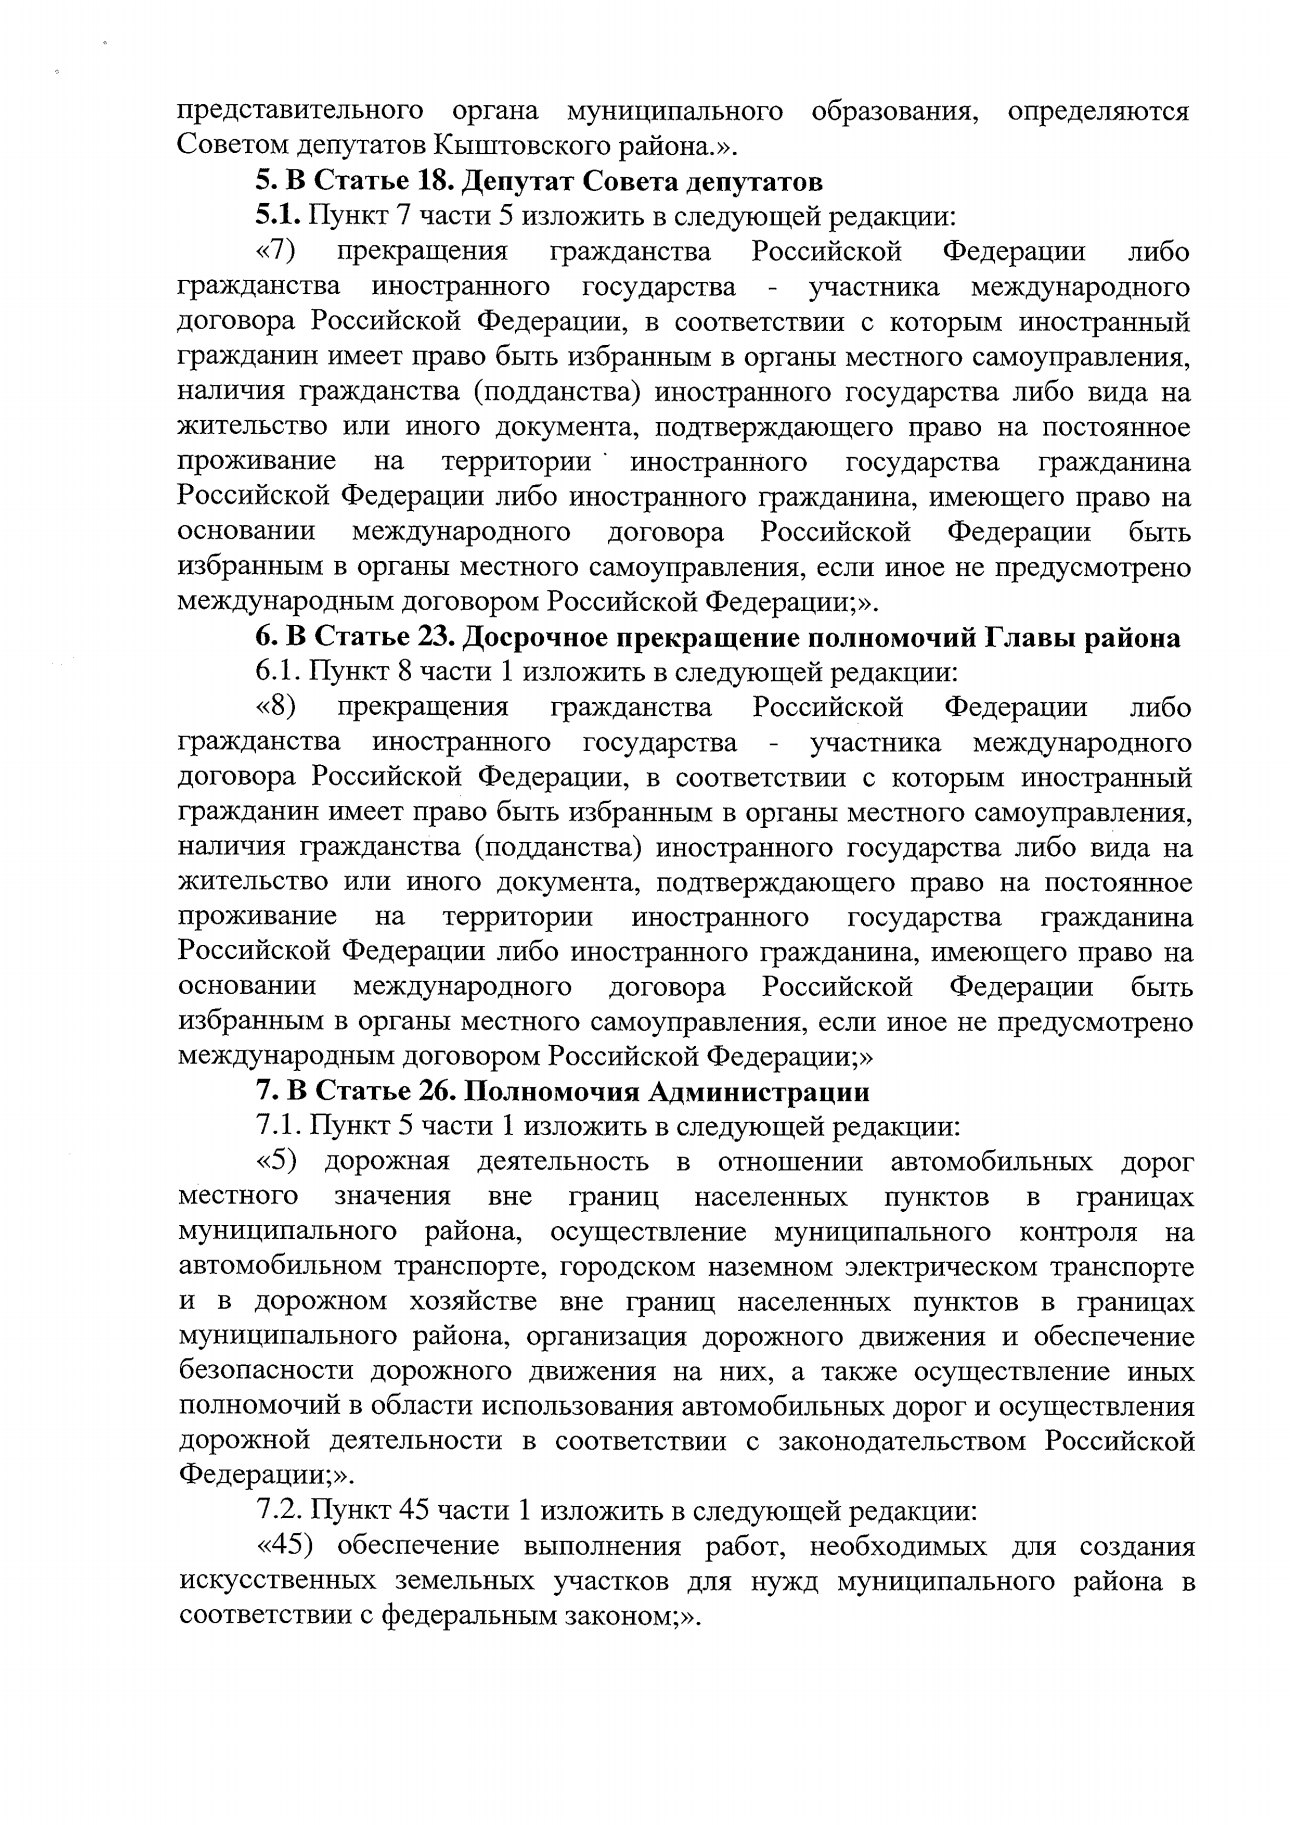 представительного органа муниципального образования, определяются
Советом депутатов Кыштовского района.».
5. В Статье 18. Депутат Совета депутатов
5.1. Пункт 7 части 5 изложить в следующей редакции:
«7) прекращения гражданства Российской Федерации либо
гражданства иностранного государства - участника международного
договора Российской Федерации, в соответствии с которым иностранный
гражданин имеет право быть избранным в органы местного самоуправления,
наличия гражданства (подданства) иностранного государства либо вида на
жительство или иного документа, подтверждающего право на постоянное
проживание на территории иностранного государства гражданина
Российской Федерации либо иностранного гражданина, имеющего право на
основании международного договора Российской Федерации быть
избранным в органы местного самоуправления, если иное не предусмотрено
международным договором Российской Федерации;».
6. В Статье 23. Досрочное прекращение полномочий Главы района
6.1. Пункт 8 части 1 изложить в следующей редакции:
«8) прекращения гражданства Российской Федерации либо
гражданства иностранного государства - участника международного
договора Российской Федерации, в соответствии с которым иностранный
гражданин имеет право быть избранным в органы местного самоуправления,
наличия гражданства (подданства) иностранного государства либо вида на
жительство или иного документа, подтверждающего право на постоянное
проживание на территории иностранного государства гражданина
Российской Федерации либо иностранного гражданина, имеющего право на
основании международного договора Российской Федерации быть
избранным в органы местного самоуправления, если иное не предусмотрено
международным договором Российской Федерации;»
7. В Статье 26. Полномочия Администрации
7.1. Пункт 5 части 1 изложить в следующей редакции:
«5) дорожная деятельность в отношении автомобильных дорог
местного значения вне границ населенных пунктов в границах
муниципального района, осуществление муниципального контроля на
автомобильном транспорте, городском наземном электрическом транспорте
и в дорожном хозяйстве вне границ населенных пунктов в границах
муниципального района, организация дорожного движения и обеспечение
безопасности дорожного движения на них, а также осуществление иных
полномочий в области использования автомобильных дорог и осуществления
дорожной деятельности в соответствии с законодательством Российской
Федерации;».
7.2. Пункт 45 части 1 изложить в следующей редакции:
«45) обеспечение выполнения работ, необходимых для создания
искусственных земельных участков для нужд муниципального района в
соответствии с федеральным законом;».